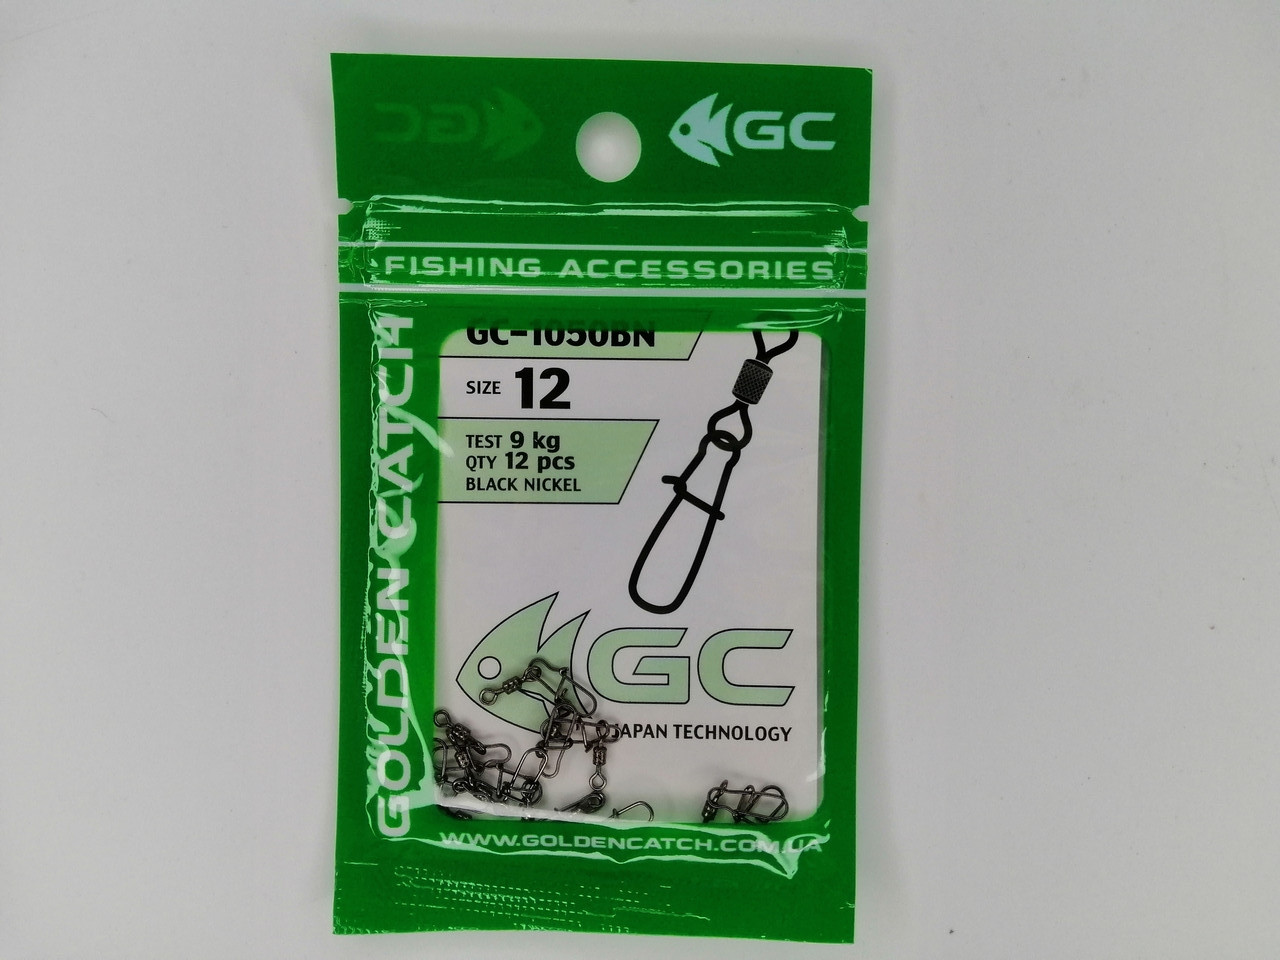 GC
FISHING ACCESSORIES
GOLDEN CATCH
GC-1050BN
SIZE 12
TEST 9 kg
QTY 12 pcs
BLACK NICKEL
GC
JAPAN TECHNOLOGY
WWW.GOLDENCATCH.COM.UA